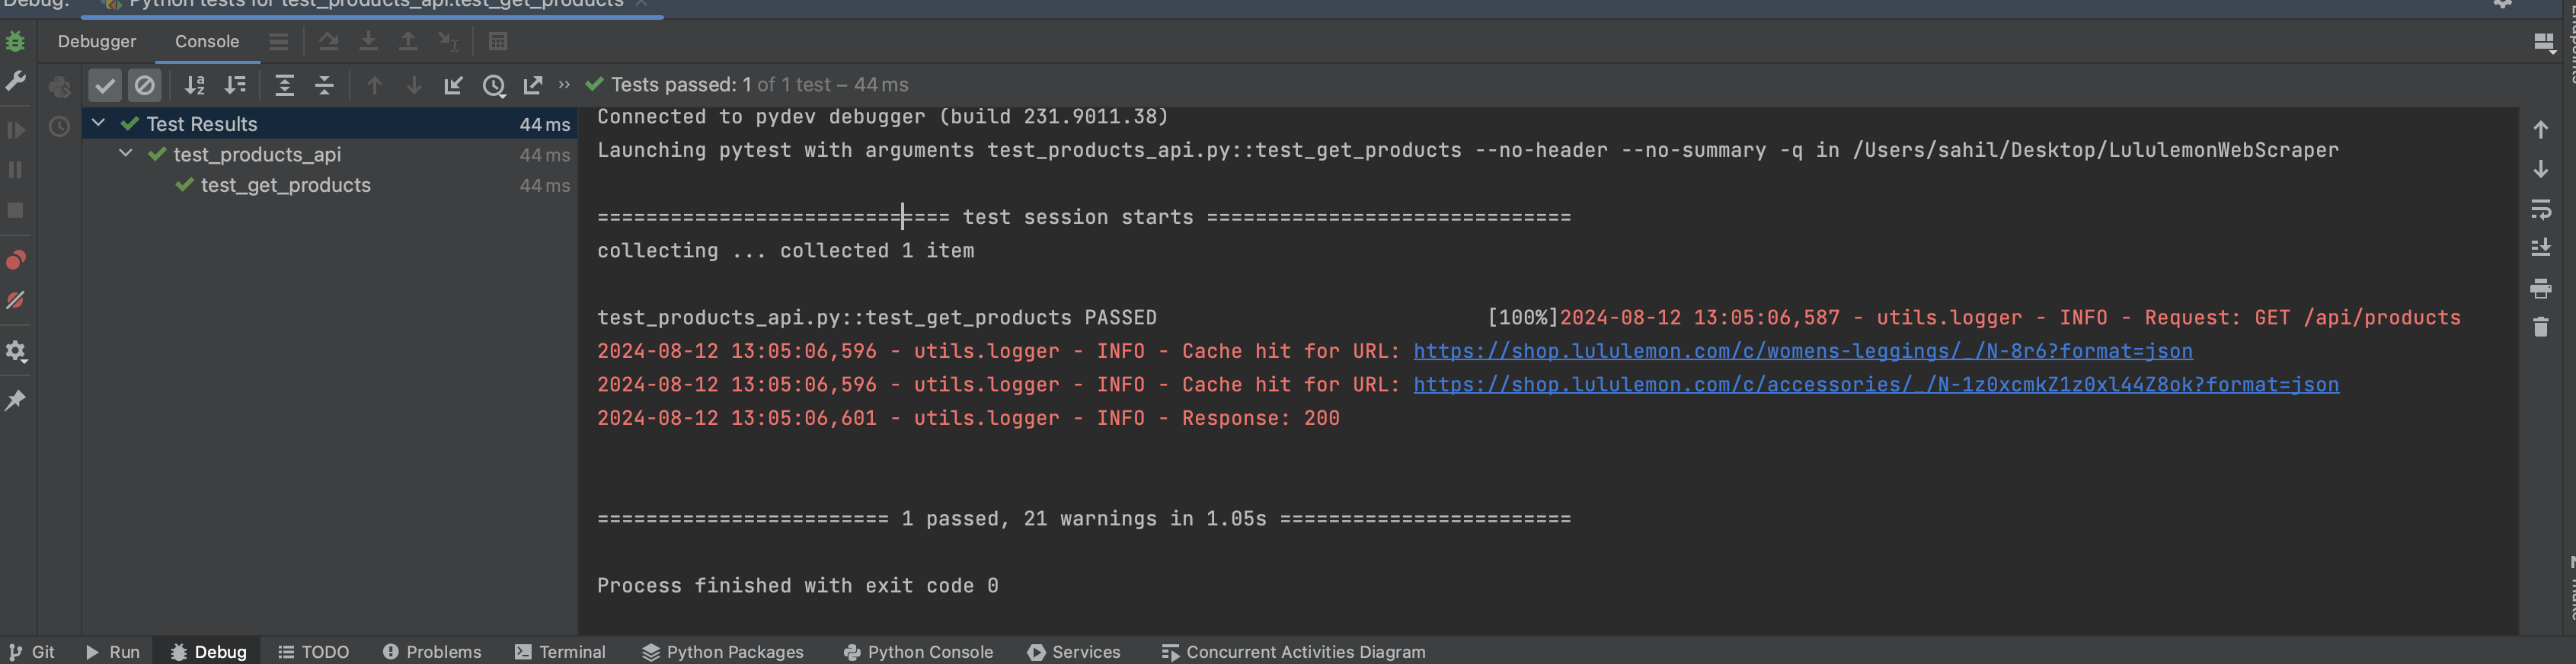 Debug: Python tests for test_products_api.test_get_products
Debugger Console
Tests passed: 1 of 1 test – 44 ms
Test Results 44 ms
test_products_api 44 ms
test_get_products 44 ms
Connected to pydev debugger (build 231.9011.38)
Launching pytest with arguments test_products_api.py::test_get_products --no-header --no-summary -q in /Users/sahil/Desktop/LululemonWebScraper
============================= test session starts ==============================
collecting ... collected 1 item
test_products_api.py::test_get_products PASSED [100%]2024-08-12 13:05:06,587 - utils.logger - INFO - Request: GET /api/products
2024-08-12 13:05:06,596 - utils.logger - INFO - Cache hit for URL: https://shop.lululemon.com/c/womens-leggings/_/N-8r6?format=json
2024-08-12 13:05:06,596 - utils.logger - INFO - Cache hit for URL: https://shop.lululemon.com/c/accessories/_/N-1z0xcmkZ1z0xl44Z8ok?format=json
2024-08-12 13:05:06,601 - utils.logger - INFO - Response: 200
======================== 1 passed, 21 warnings in 1.05s ========================
Process finished with exit code 0
Git Run Debug TODO Problems Terminal Python Packages Python Console Services Concurrent Activities Diagram